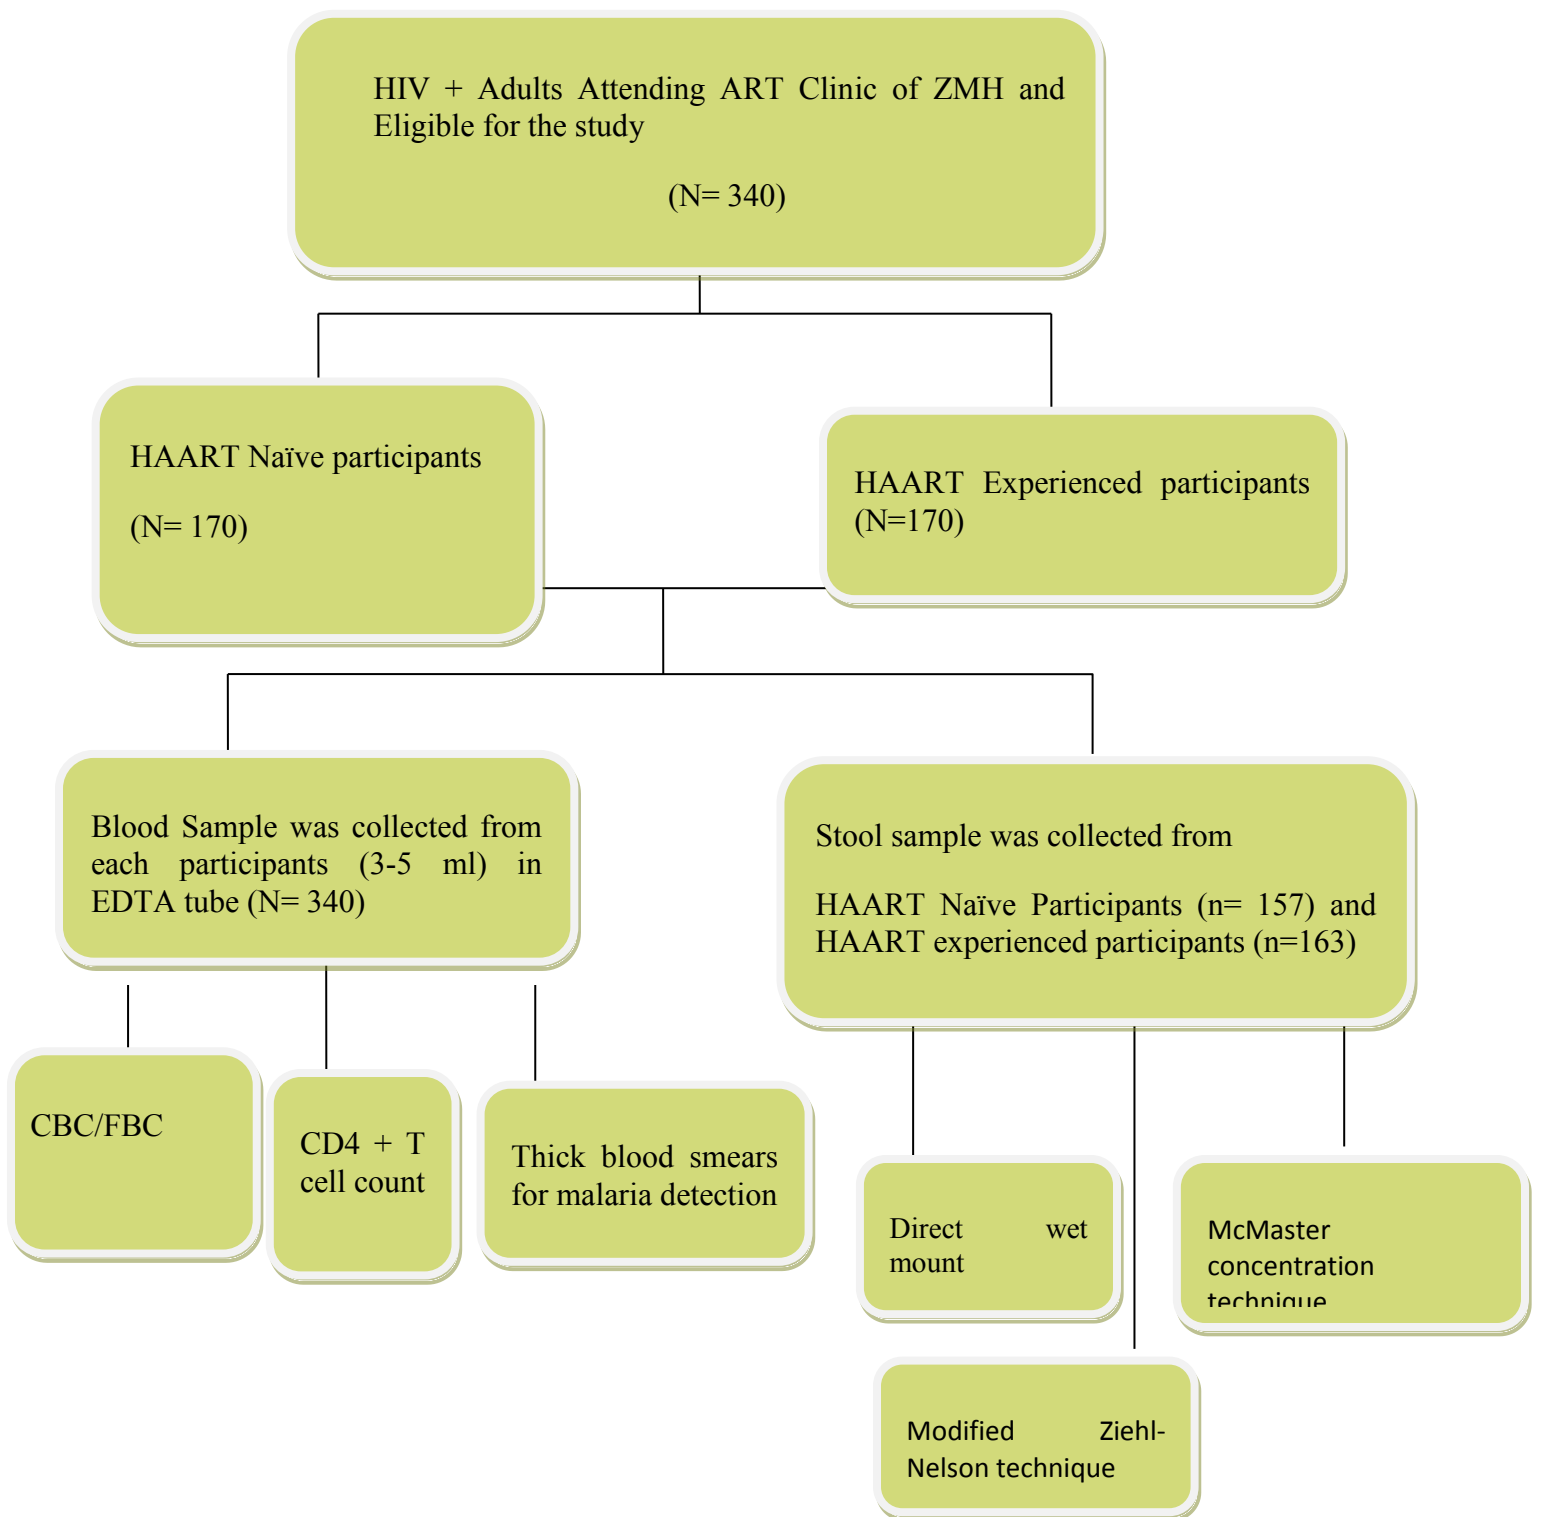 HIV + Adults Attending ART Clinic of ZMH and
Eligible for the study
(N= 340)
HAART Naïve participants
(N= 170)
HAART Experienced participants
(N=170)
Blood Sample was collected from
each participants (3-5 ml) in
EDTA tube (N= 340)
Stool sample was collected from
HAART Naïve Participants (n= 157) and
HAART experienced participants (n=163)
CBC/FBC
CD4 + T
cell count
Thick blood smears
for malaria detection
Direct wet
mount
McMaster
concentration
technique
Modified Ziehl-
Nelson technique